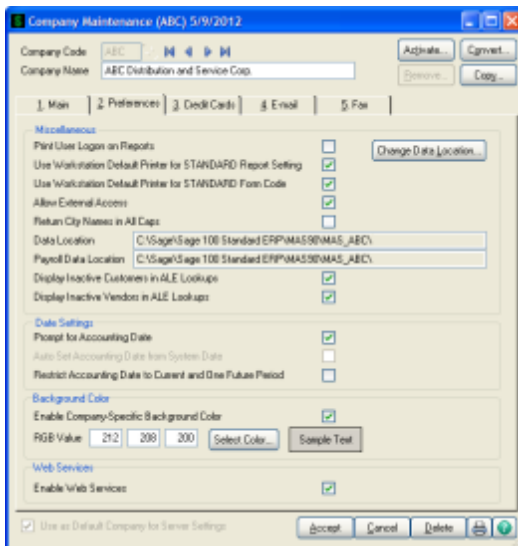 Company Maintenance (ABC) 5/9/2012
Company Code ABC
Activate... Convert...
Company Name ABC Distribution and Service Corp.
Remove... Copy...
1. Main 2. Preferences 3. Credit Cards 4. E-mail 5. Fax
Miscellaneous
Print User Logon on Reports
Change Data Location...
Use Workstation Default Printer for STANDARD Report Setting
Use Workstation Default Printer for STANDARD Form Code
Allow External Access
Return City Names in All Caps
Data Location C:\Sage\Sage 100 Standard ERP\MAS90\MAS_ABC\
Payroll Data Location C:\Sage\Sage 100 Standard ERP\MAS90\MAS_ABC\
Display Inactive Customers in ALE Lookups
Display Inactive Vendors in ALE Lookups
Date Settings
Prompt for Accounting Date
Auto Set Accounting Date from System Date
Restrict Accounting Date to Current and One Future Period
Background Color
Enable Company-Specific Background Color
RGB Value 212 208 200 Select Color... Sample Text
Web Services
Enable Web Services
Use as Default Company for Server Settings Accept Cancel Delete